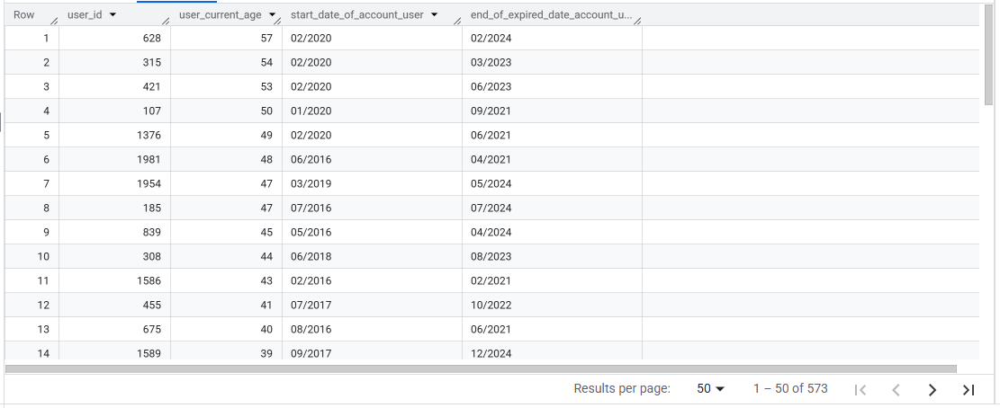 Row user_id user_current_age start_date_of_account_user end_of_expired_date_account_u...
1 628 57 02/2020 02/2024
2 315 54 02/2020 03/2023
3 421 53 02/2020 06/2023
4 107 50 01/2020 09/2021
5 1376 49 02/2020 06/2021
6 1981 48 06/2016 04/2021
7 1954 47 03/2019 05/2024
8 185 47 07/2016 07/2024
9 839 45 05/2016 04/2024
10 308 44 06/2018 08/2023
11 1586 43 02/2016 02/2021
12 455 41 07/2017 10/2022
13 675 40 08/2016 06/2021
14 1589 39 09/2017 12/2024
Results per page: 50 1 – 50 of 573